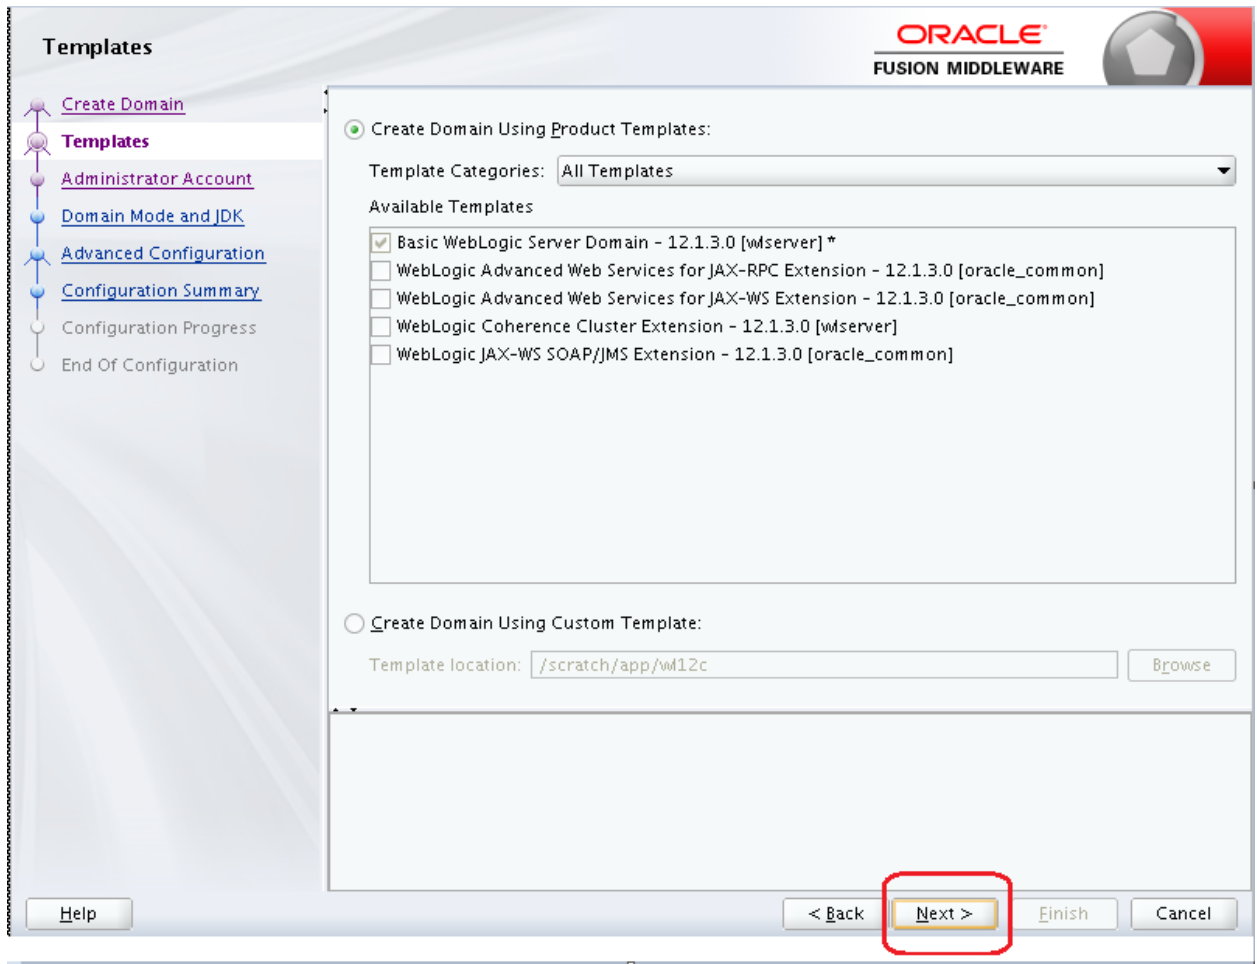 Templates
ORACLE
FUSION MIDDLEWARE
Create Domain
Templates
Administrator Account
Domain Mode and JDK
Advanced Configuration
Configuration Summary
Configuration Progress
End Of Configuration
Create Domain Using Product Templates:
Template Categories: All Templates
Available Templates
Basic WebLogic Server Domain - 12.1.3.0 [wlserver] *
WebLogic Advanced Web Services for JAX-RPC Extension - 12.1.3.0 [oracle_common]
WebLogic Advanced Web Services for JAX-WS Extension - 12.1.3.0 [oracle_common]
WebLogic Coherence Cluster Extension - 12.1.3.0 [wlserver]
WebLogic JAX-WS SOAP/JMS Extension - 12.1.3.0 [oracle_common]
Create Domain Using Custom Template:
Template location: /scratch/app/wl12c Browse
Help < Back Next > Finish Cancel